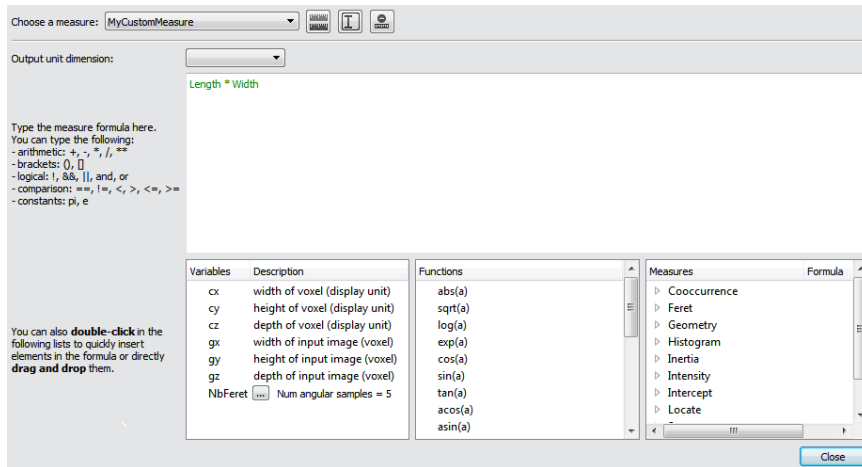 Choose a measure: MyCustomMeasure
Output unit dimension:
Length * Width
Type the measure formula here.
You can type the following:
- arithmetic: +, -, *, /, **
- brackets: (), []
- logical: !, &&, ||, and, or
- comparison: ==, !=, <, >, <=, >=
- constants: pi, e
You can also double-click in the
following lists to quickly insert
elements in the formula or directly
drag and drop them.
Variables Description
cx width of voxel (display unit)
cy height of voxel (display unit)
cz depth of voxel (display unit)
gx width of input image (voxel)
gy height of input image (voxel)
gz depth of input image (voxel)
NbFeret ... Num angular samples = 5
Functions
abs(a)
sqrt(a)
log(a)
exp(a)
cos(a)
sin(a)
tan(a)
acos(a)
asin(a)
Measures Formula
Cooccurrence
Feret
Geometry
Histogram
Inertia
Intensity
Intercept
Locate
Close